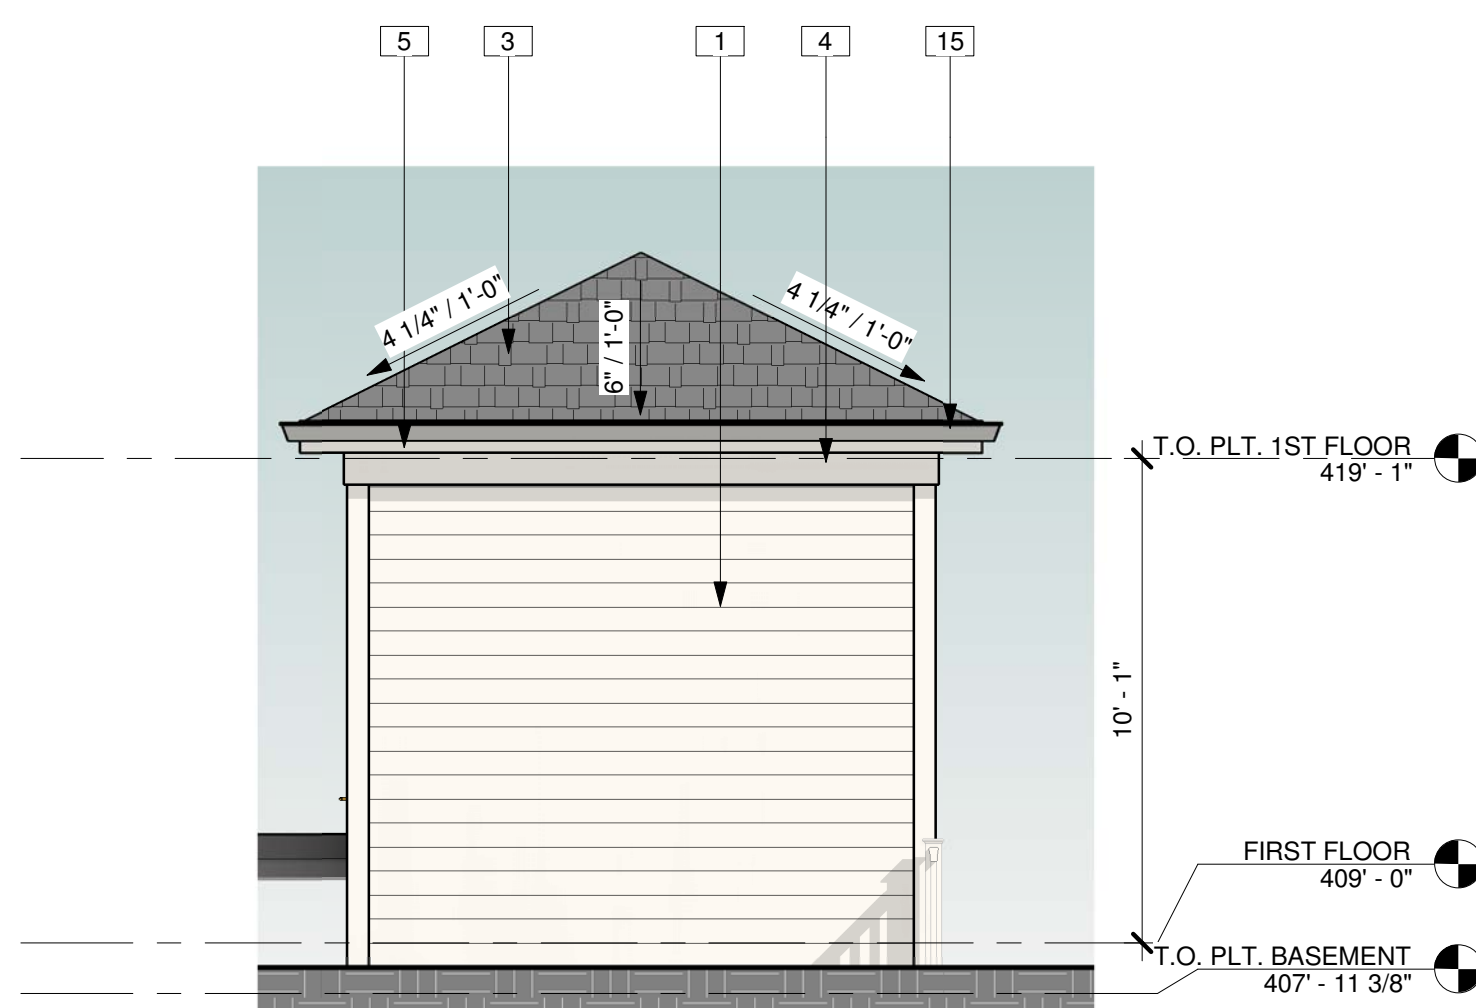 5
3
1
4
15
4 1/4" / 1'-0"
6" / 1'-0"
4 1/4" / 1'-0"
T.O. PLT. 1ST FLOOR
419' - 1"
10' - 1"
FIRST FLOOR
409' - 0"
T.O. PLT. BASEMENT
407' - 11 3/8"